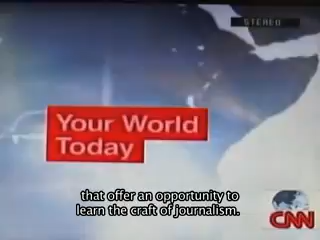 STEREO
Your World
Today
that offer an opportunity to
learn the craft of journalism.
CNN